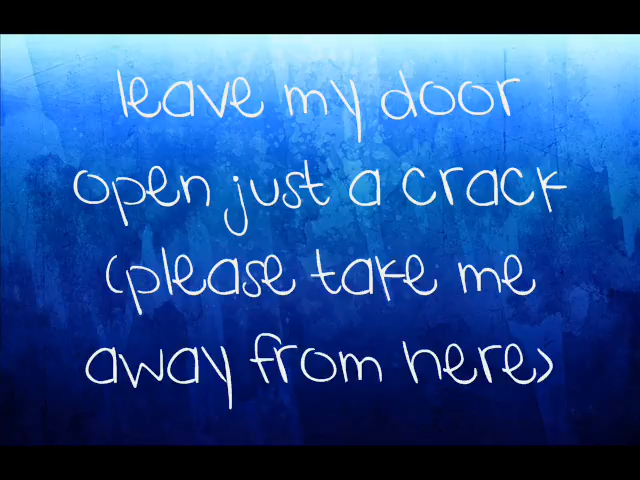 leave my door
open just a crack
(please take me
away from here)